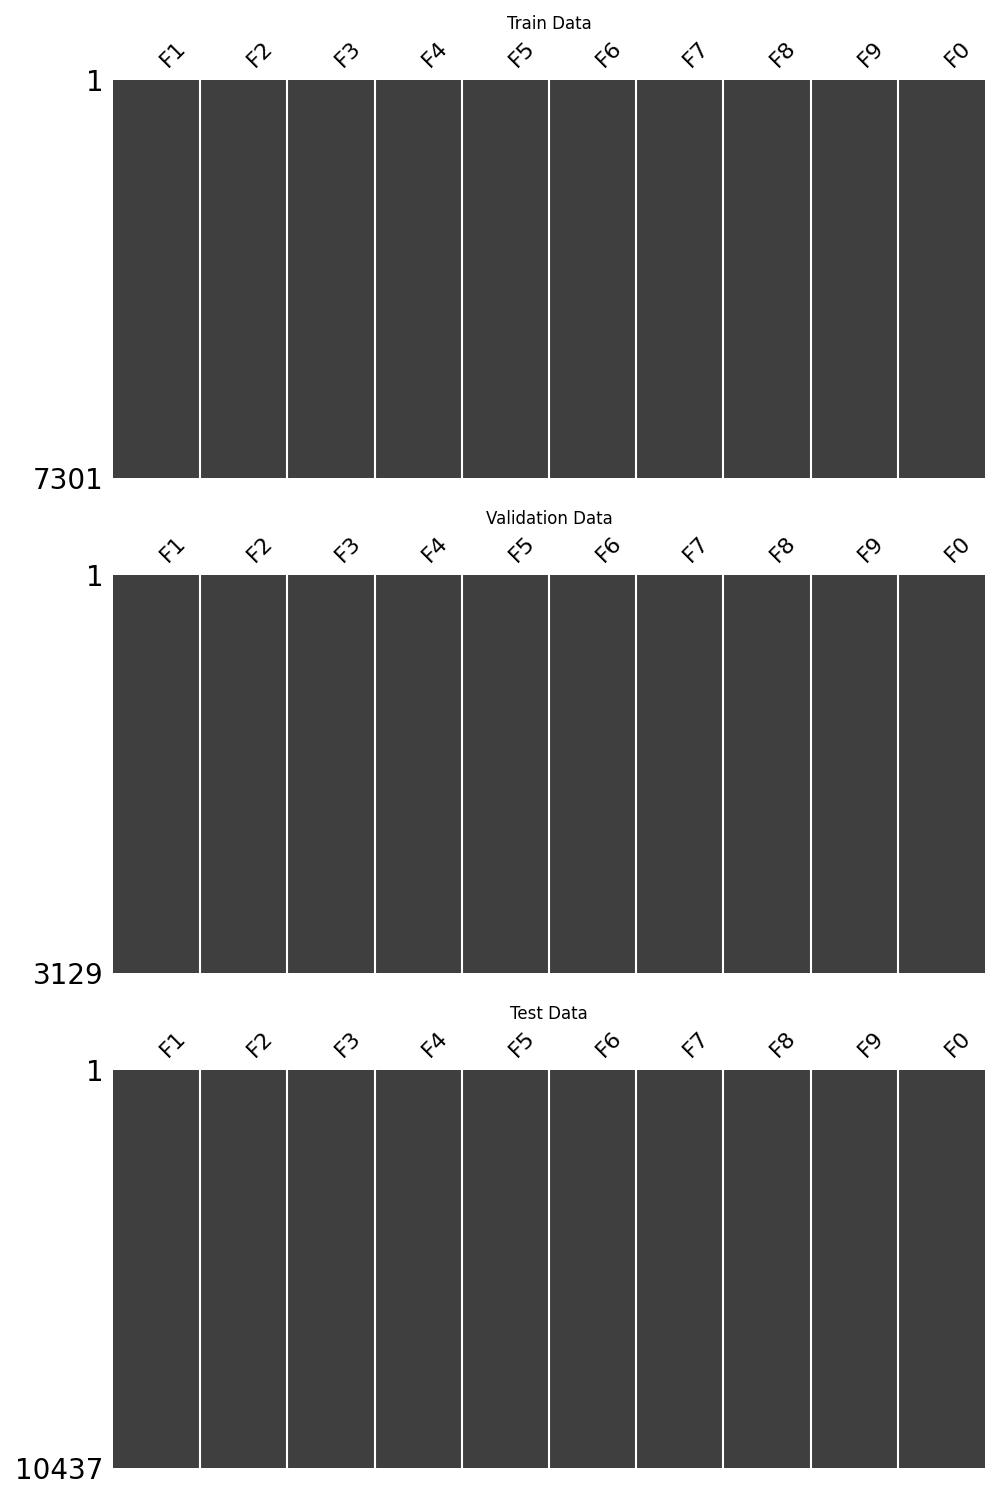 Train Data
F1 F2 F3 F4 F5 F6 F7 F8 F9 F0
1
7301
Validation Data
F1 F2 F3 F4 F5 F6 F7 F8 F9 F0
1
3129
Test Data
F1 F2 F3 F4 F5 F6 F7 F8 F9 F0
1
10437